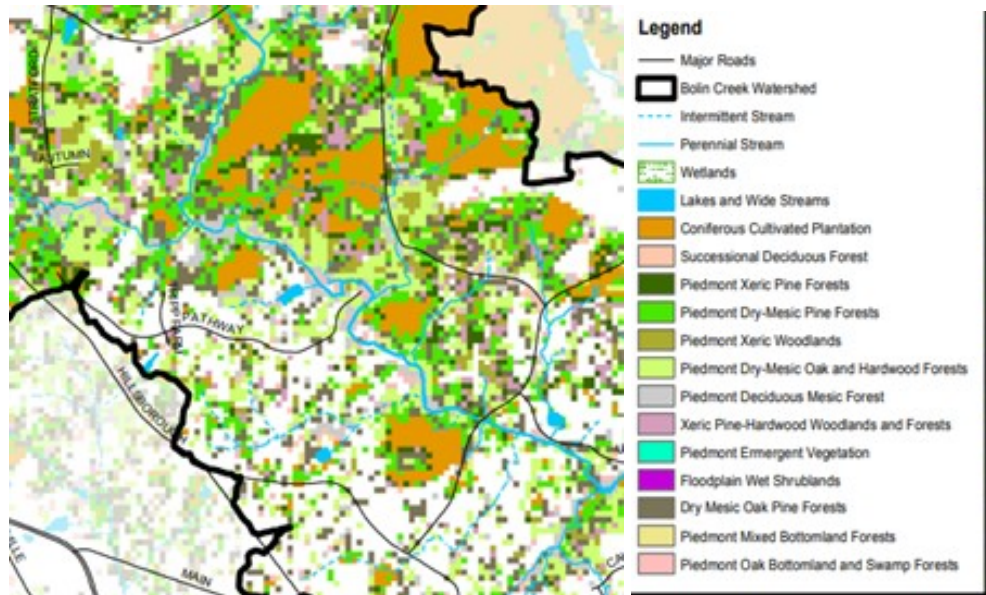 STRATFORD
AUTUMN
PATHWAY
HILLSBOROUGH
MAIN
Legend
Major Roads
Bolin Creek Watershed
Intermittent Stream
Perennial Stream
Wetlands
Lakes and Wide Streams
Coniferous Cultivated Plantation
Successional Deciduous Forest
Piedmont Xeric Pine Forests
Piedmont Dry-Mesic Pine Forests
Piedmont Xeric Woodlands
Piedmont Dry-Mesic Oak and Hardwood Forests
Piedmont Deciduous Mesic Forest
Xeric Pine-Hardwood Woodlands and Forests
Piedmont Ermergent Vegetation
Floodplain Wet Shrublands
Dry Mesic Oak Pine Forests
Piedmont Mixed Bottomland Forests
Piedmont Oak Bottomland and Swamp Forests